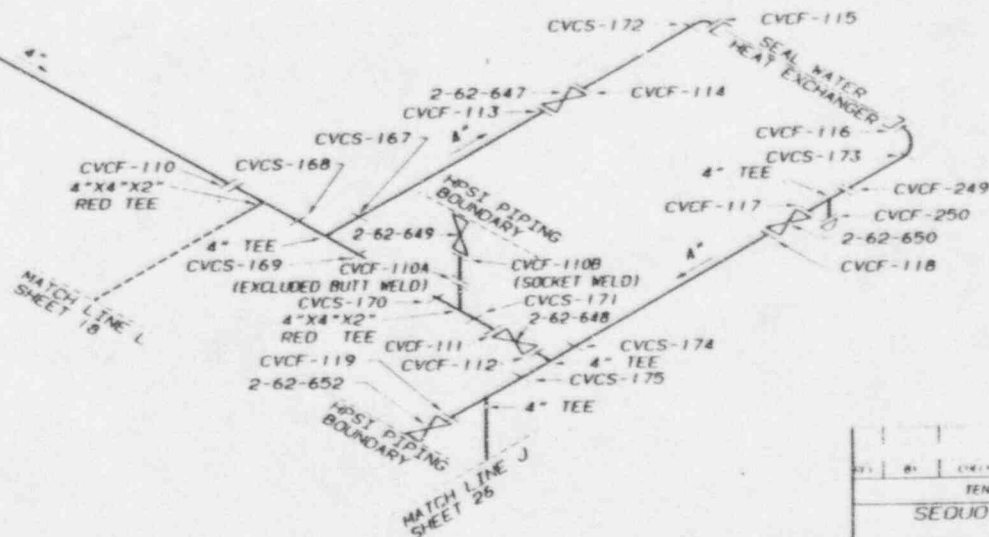 CVCS-172
CVCF-115
4"
SEAL WATER
HEAT EXCHANGER
2-62-647
CVCF-114
CVCF-113
CVCS-167
4"
CVCF-116
CVCS-168
CVCS-173
CVCF-110
4"X4"X2"
RED TEE
HPSI PIPING
BOUNDARY
4" TEE
CVCF-249
CVCF-117
CVCF-250
2-62-650
CVCF-118
4" TEE
2-62-649
CVCS-169
4"
CVCF-110A
(EXCLUDED BUTT WELD)
CVCF-110B
(SOCKET WELD)
MATCH LINE L
SHEET 18
CVCS-170
CVCS-171
4"X4"X2"
RED TEE
2-62-648
CVCF-111
CVCS-174
CVCF-119
CVCF-112
4" TEE
2-62-652
CVCS-175
HPSI PIPING
BOUNDARY
4" TEE
MATCH LINE J
SHEET 26
BY
TEN
SEQUO